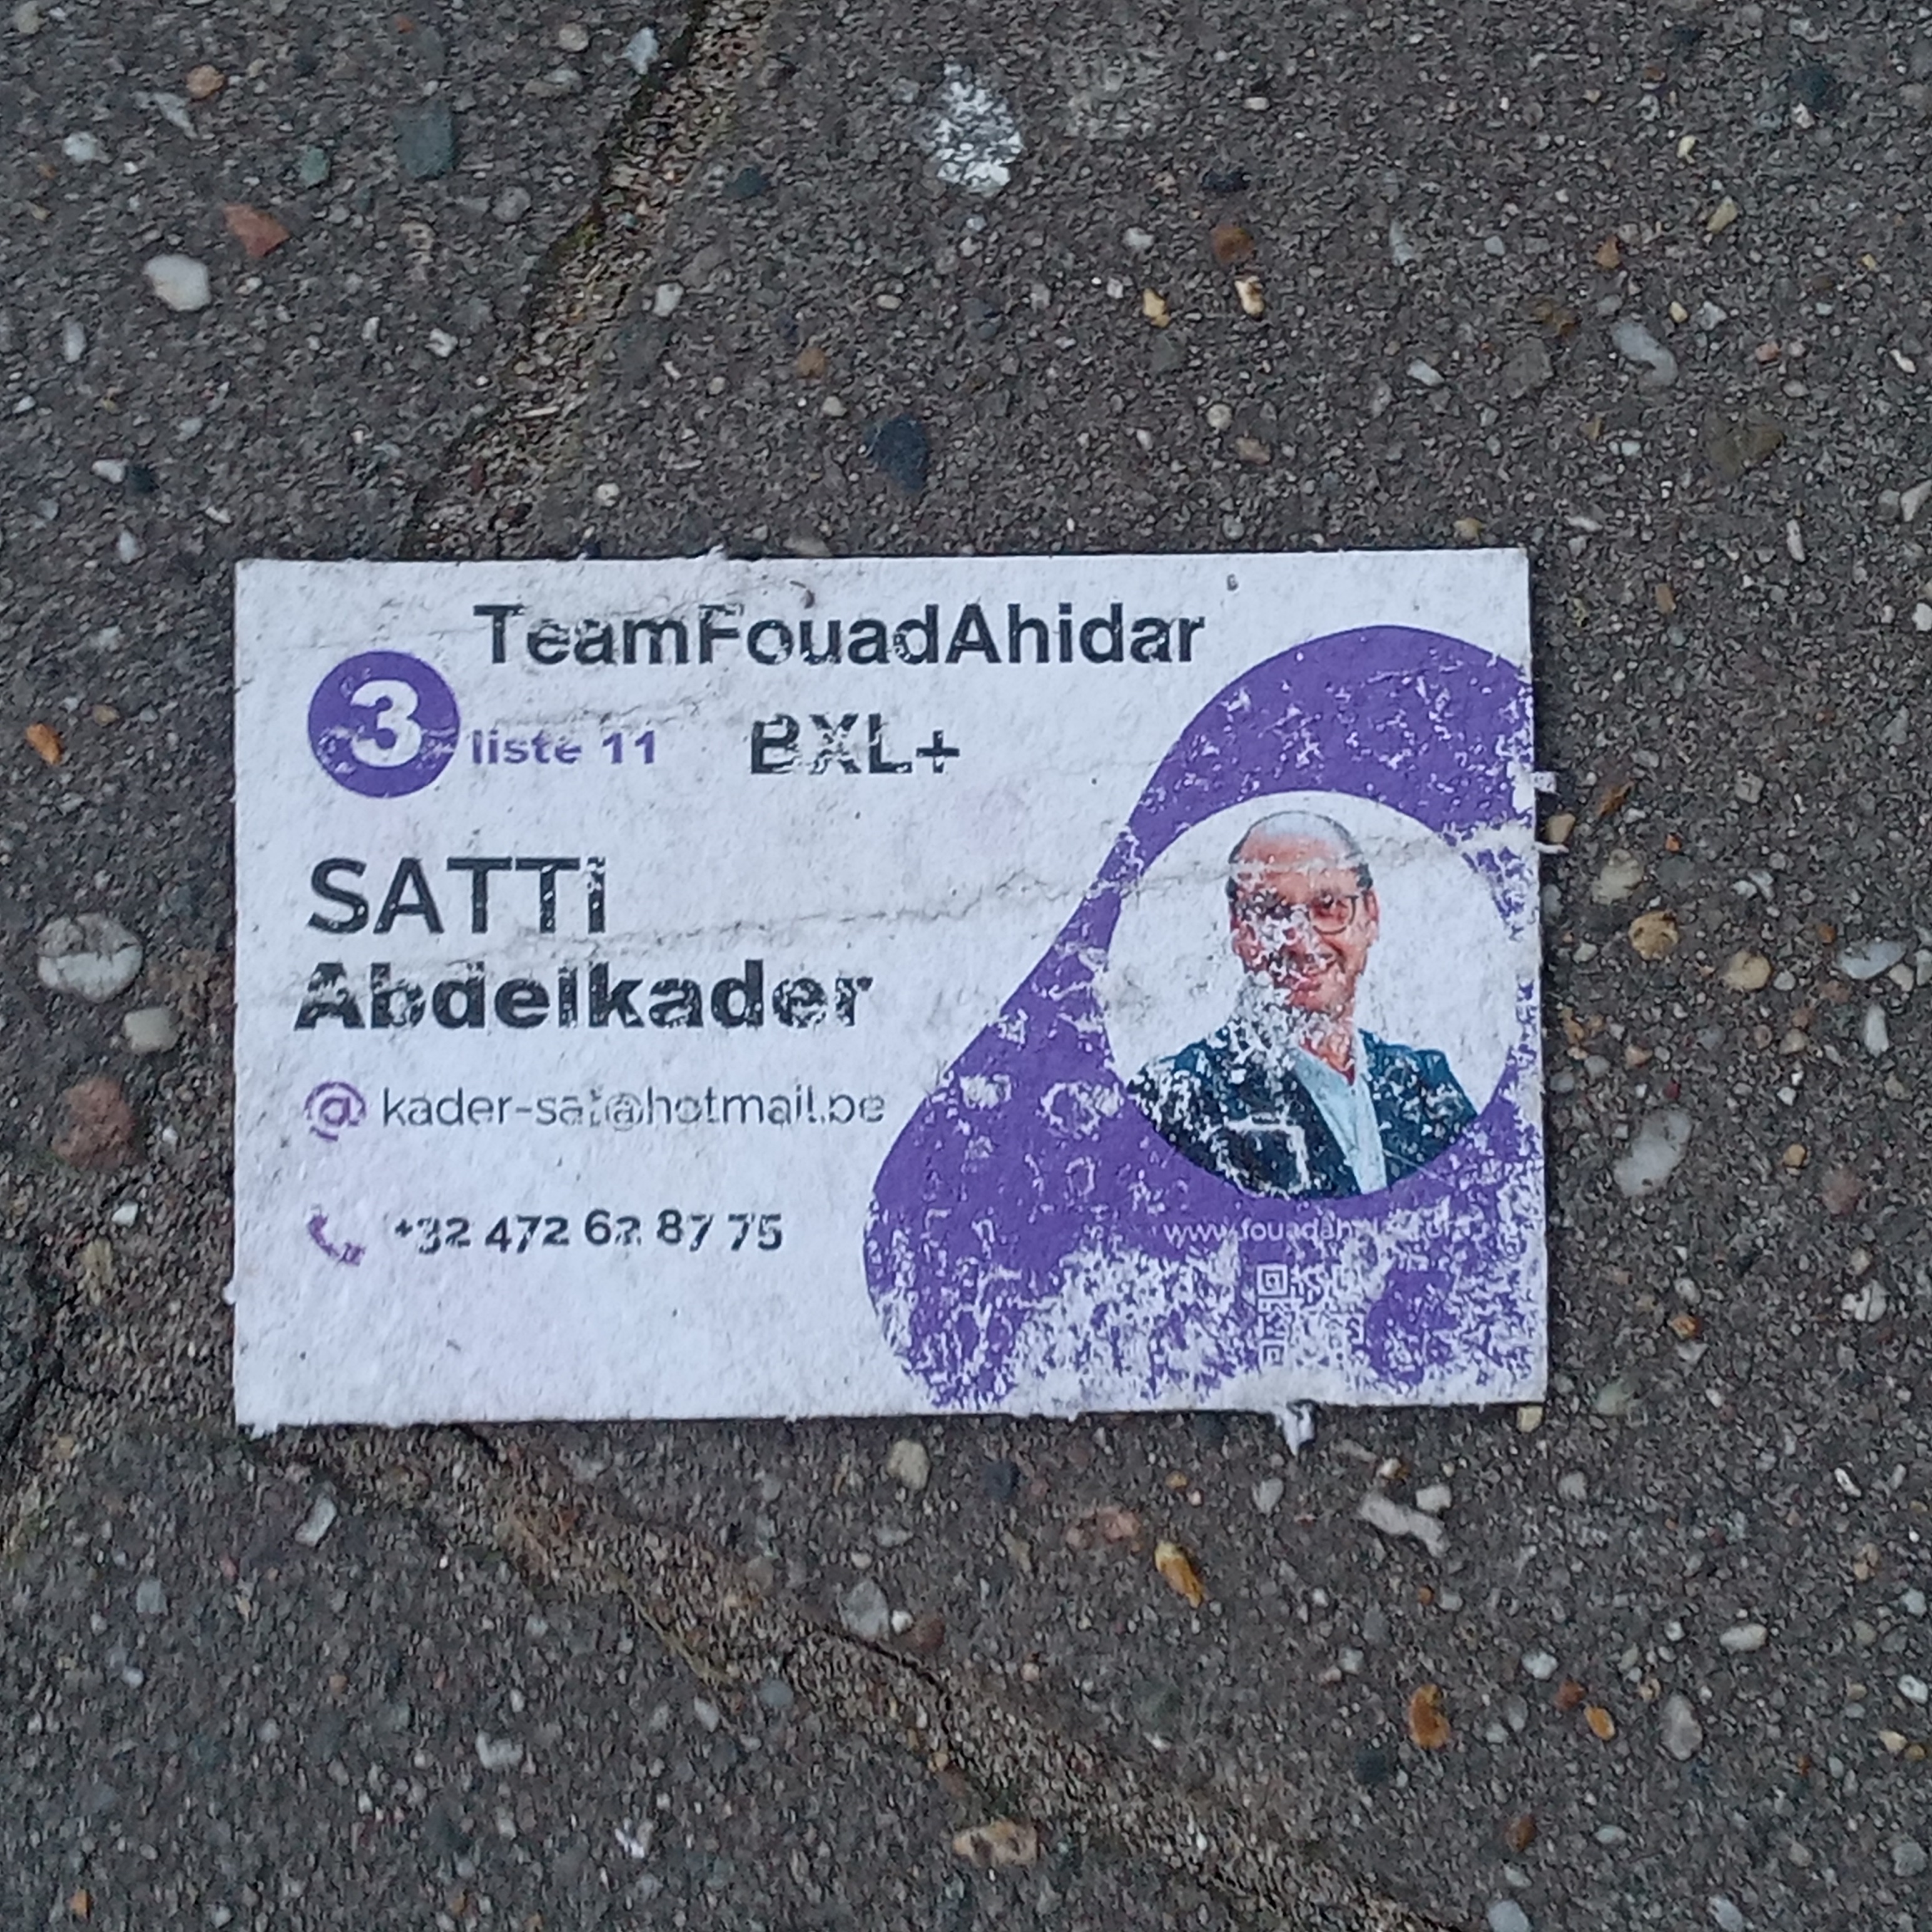 TeamFouadAhidar
3 liste 11 BXL+
SATTI
Abdelkader
@ kader-sat@hotmail.be
+32 472 62 87 75